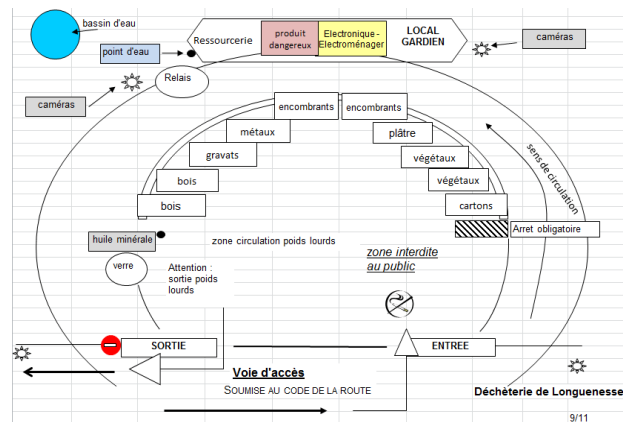 bassin d'eau
Ressourcerie
produit
dangereux
Electronique -
Electroménager
LOCAL
GARDIEN
caméras
point d'eau
Relais
caméras
encombrants
encombrants
métaux
plâtre
gravats
végétaux
bois
végétaux
bois
cartons
sens de circulation
Arret obligatoire
huile minérale
zone circulation poids lourds
zone interdite
au public
verre
Attention :
sortie poids
lourds
SORTIE
ENTREE
Voie d'accès
SOUMISE AU CODE DE LA ROUTE
Déchèterie de Longuenesse
9/11